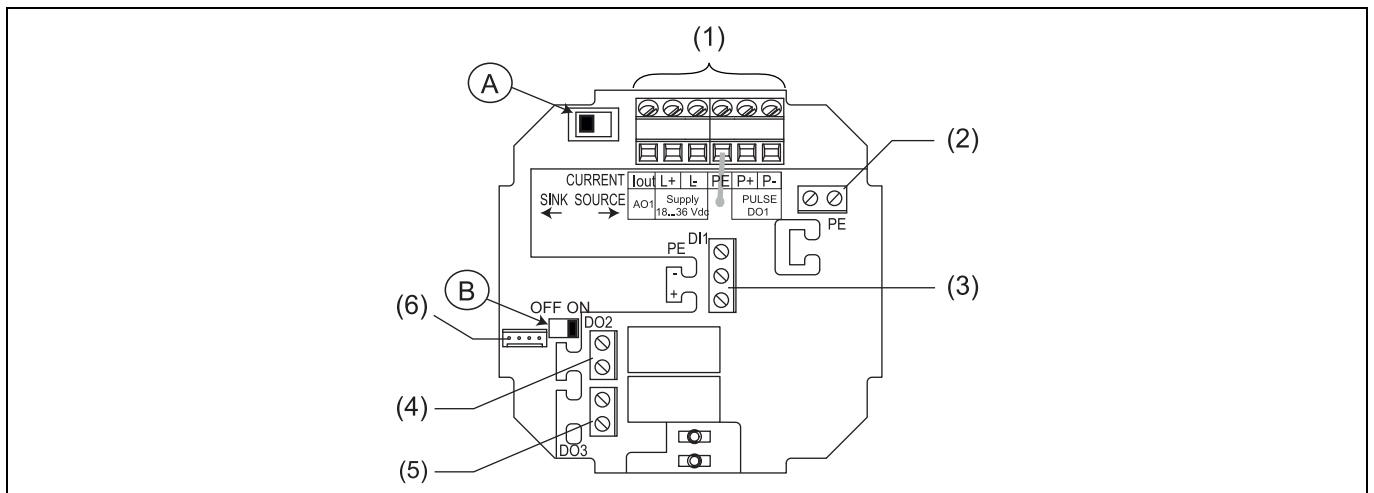 (1)
A
(2)
CURRENT Iout L+ L- PE P+ P-
SINK SOURCE AO1 Supply PULSE
18...36 Vdc DO1
PE
DI1
PE
-
+
(3)
B
OFF ON
(6)
DO2
(4)
(5)
DO3